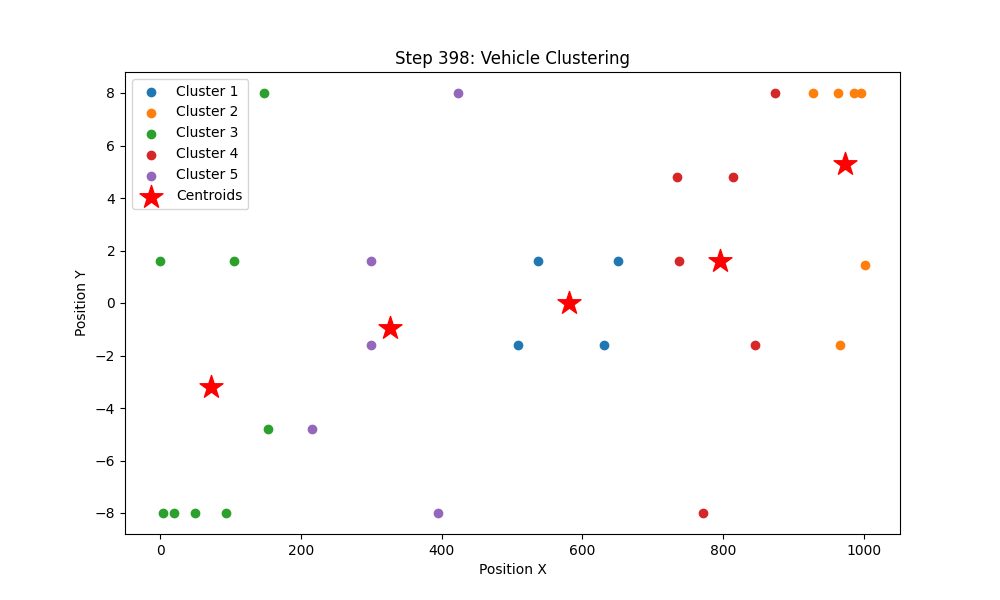 Step 398: Vehicle Clustering
Cluster 1
Cluster 2
Cluster 3
Cluster 4
Cluster 5
Centroids
Position Y
8
6
4
2
0
−2
−4
−6
−8
0 200 400 600 800 1000
Position X